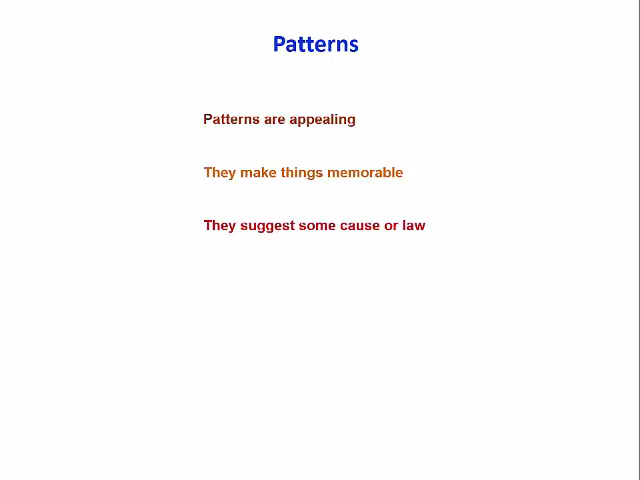 Patterns
Patterns are appealing
They make things memorable
They suggest some cause or law